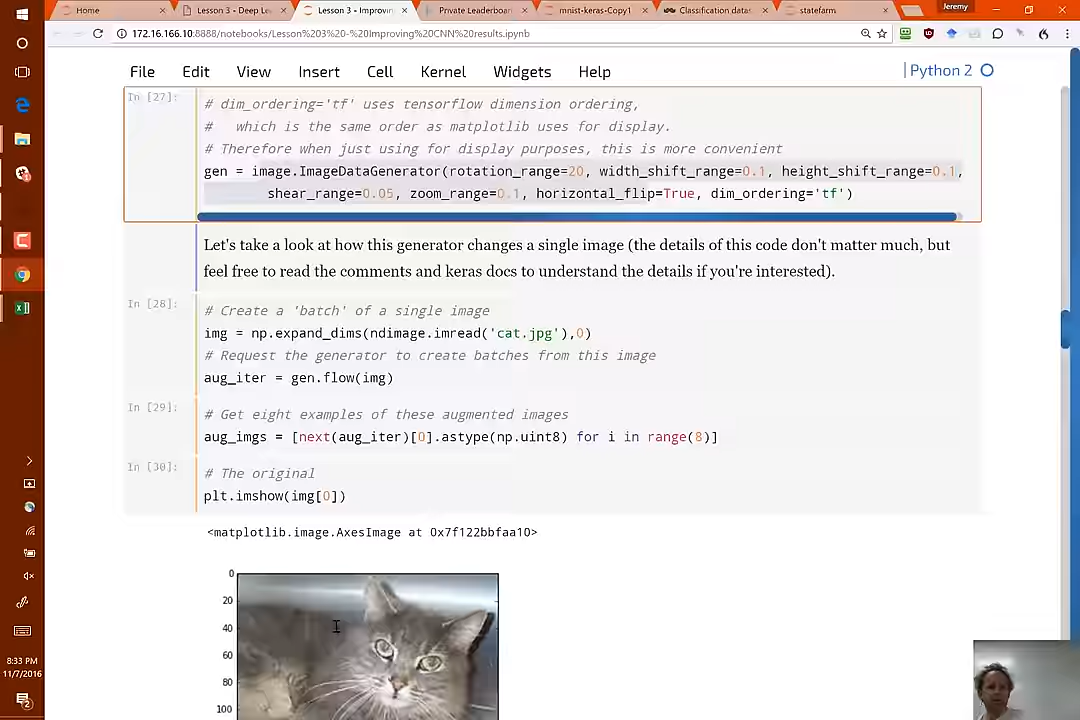 Jeremy
Home
Lesson 3 - Deep Le
Lesson 3 - Improvin
Private Leaderboar
mnist-keras-Copy1
Classification datas
statefarm
172.16.166.10:8888/notebooks/Lesson%203%20-%20Improving%20CNN%20results.ipynb
File Edit View Insert Cell Kernel Widgets Help Python 2
In [27]:
# dim_ordering='tf' uses tensorflow dimension ordering,
# which is the same order as matplotlib uses for display.
# Therefore when just using for display purposes, this is more convenient
gen = image.ImageDataGenerator(rotation_range=20, width_shift_range=0.1, height_shift_range=0.1,
shear_range=0.05, zoom_range=0.1, horizontal_flip=True, dim_ordering='tf')
Let's take a look at how this generator changes a single image (the details of this code don't matter much, but
feel free to read the comments and keras docs to understand the details if you're interested).
In [28]:
# Create a 'batch' of a single image
img = np.expand_dims(ndimage.imread('cat.jpg'),0)
# Request the generator to create batches from this image
aug_iter = gen.flow(img)
In [29]:
# Get eight examples of these augmented images
aug_imgs = [next(aug_iter)[0].astype(np.uint8) for i in range(8)]
In [30]:
# The original
plt.imshow(img[0])
<matplotlib.image.AxesImage at 0x7f122bbfaa10>
0
20
40
60
80
100
8:33 PM
11/7/2016
2